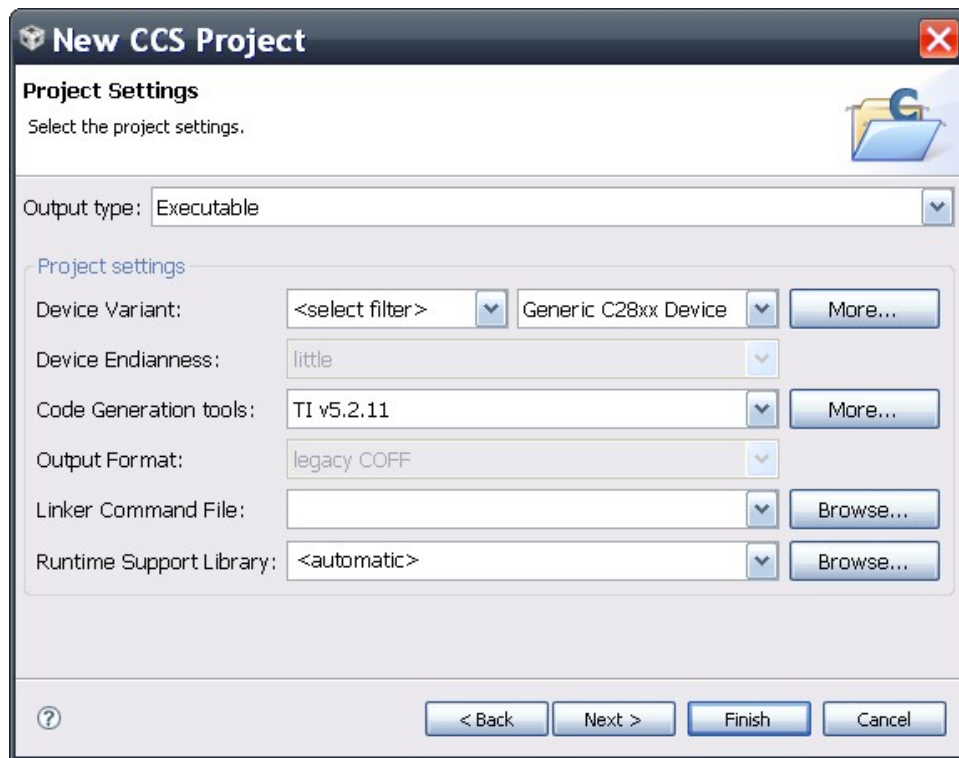 New CCS Project
Project Settings
Select the project settings.
Output type: Executable
Project settings
Device Variant: <select filter> Generic C28xx Device More...
Device Endianness: little
Code Generation tools: TI v5.2.11 More...
Output Format: legacy COFF
Linker Command File: Browse...
Runtime Support Library: <automatic> Browse...
? < Back Next > Finish Cancel